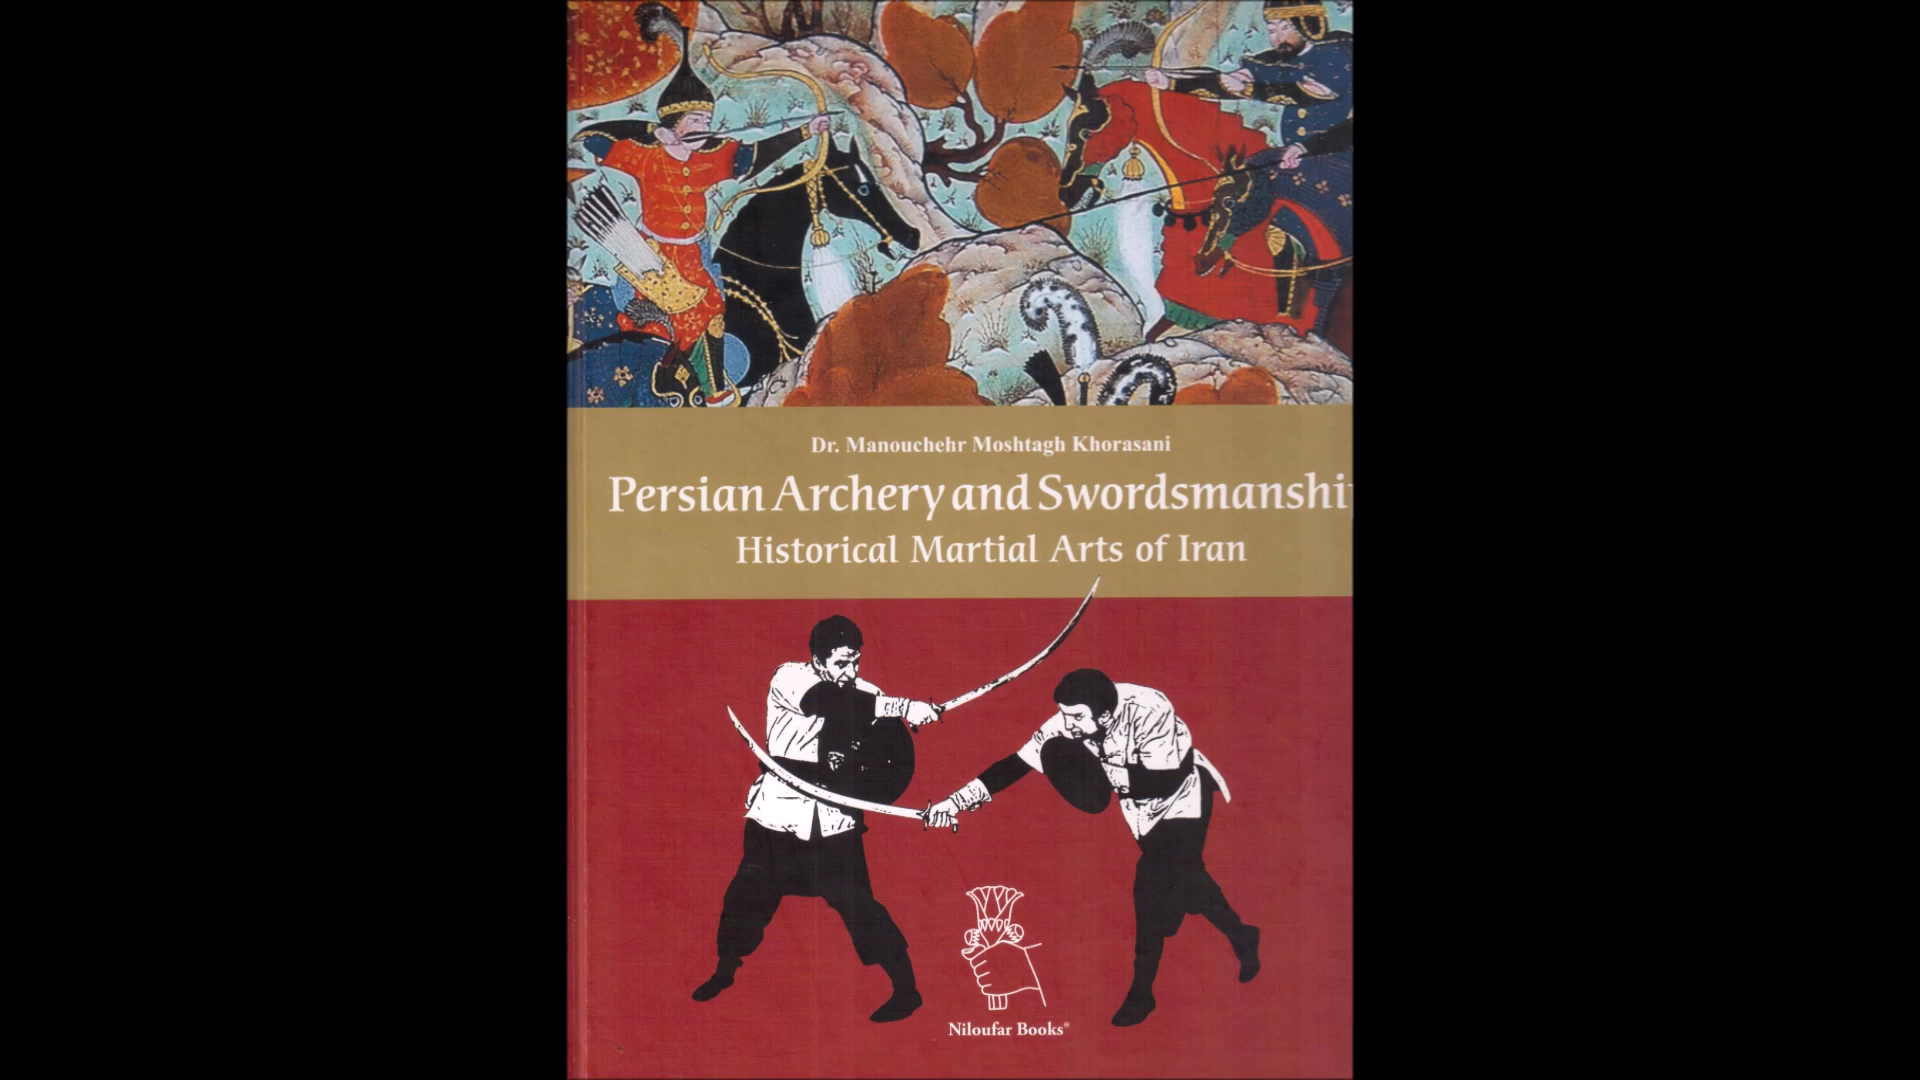 Dr. Manouchehr Moshtagh Khorasani
Persian Archery and Swordsmanshi
Historical Martial Arts of Iran
Niloufar Books®